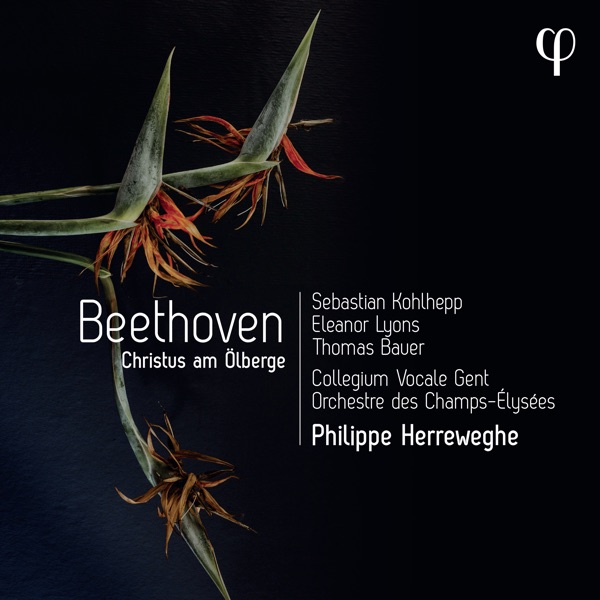 φ
Beethoven
Christus am Ölberge
Sebastian Kohlhepp
Eleanor Lyons
Thomas Bauer
Collegium Vocale Gent
Orchestre des Champs-Élysées
Philippe Herreweghe